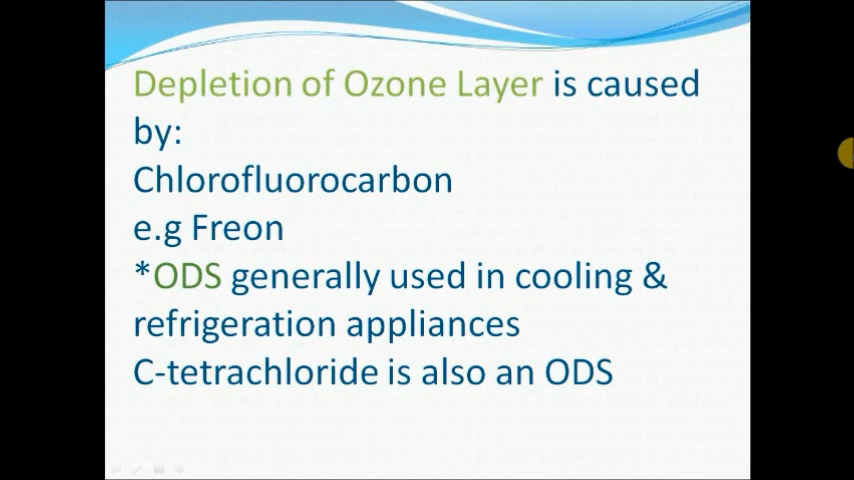 Depletion of Ozone Layer is caused
by:
Chlorofluorocarbon
e.g Freon
*ODS generally used in cooling &
refrigeration appliances
C-tetrachloride is also an ODS